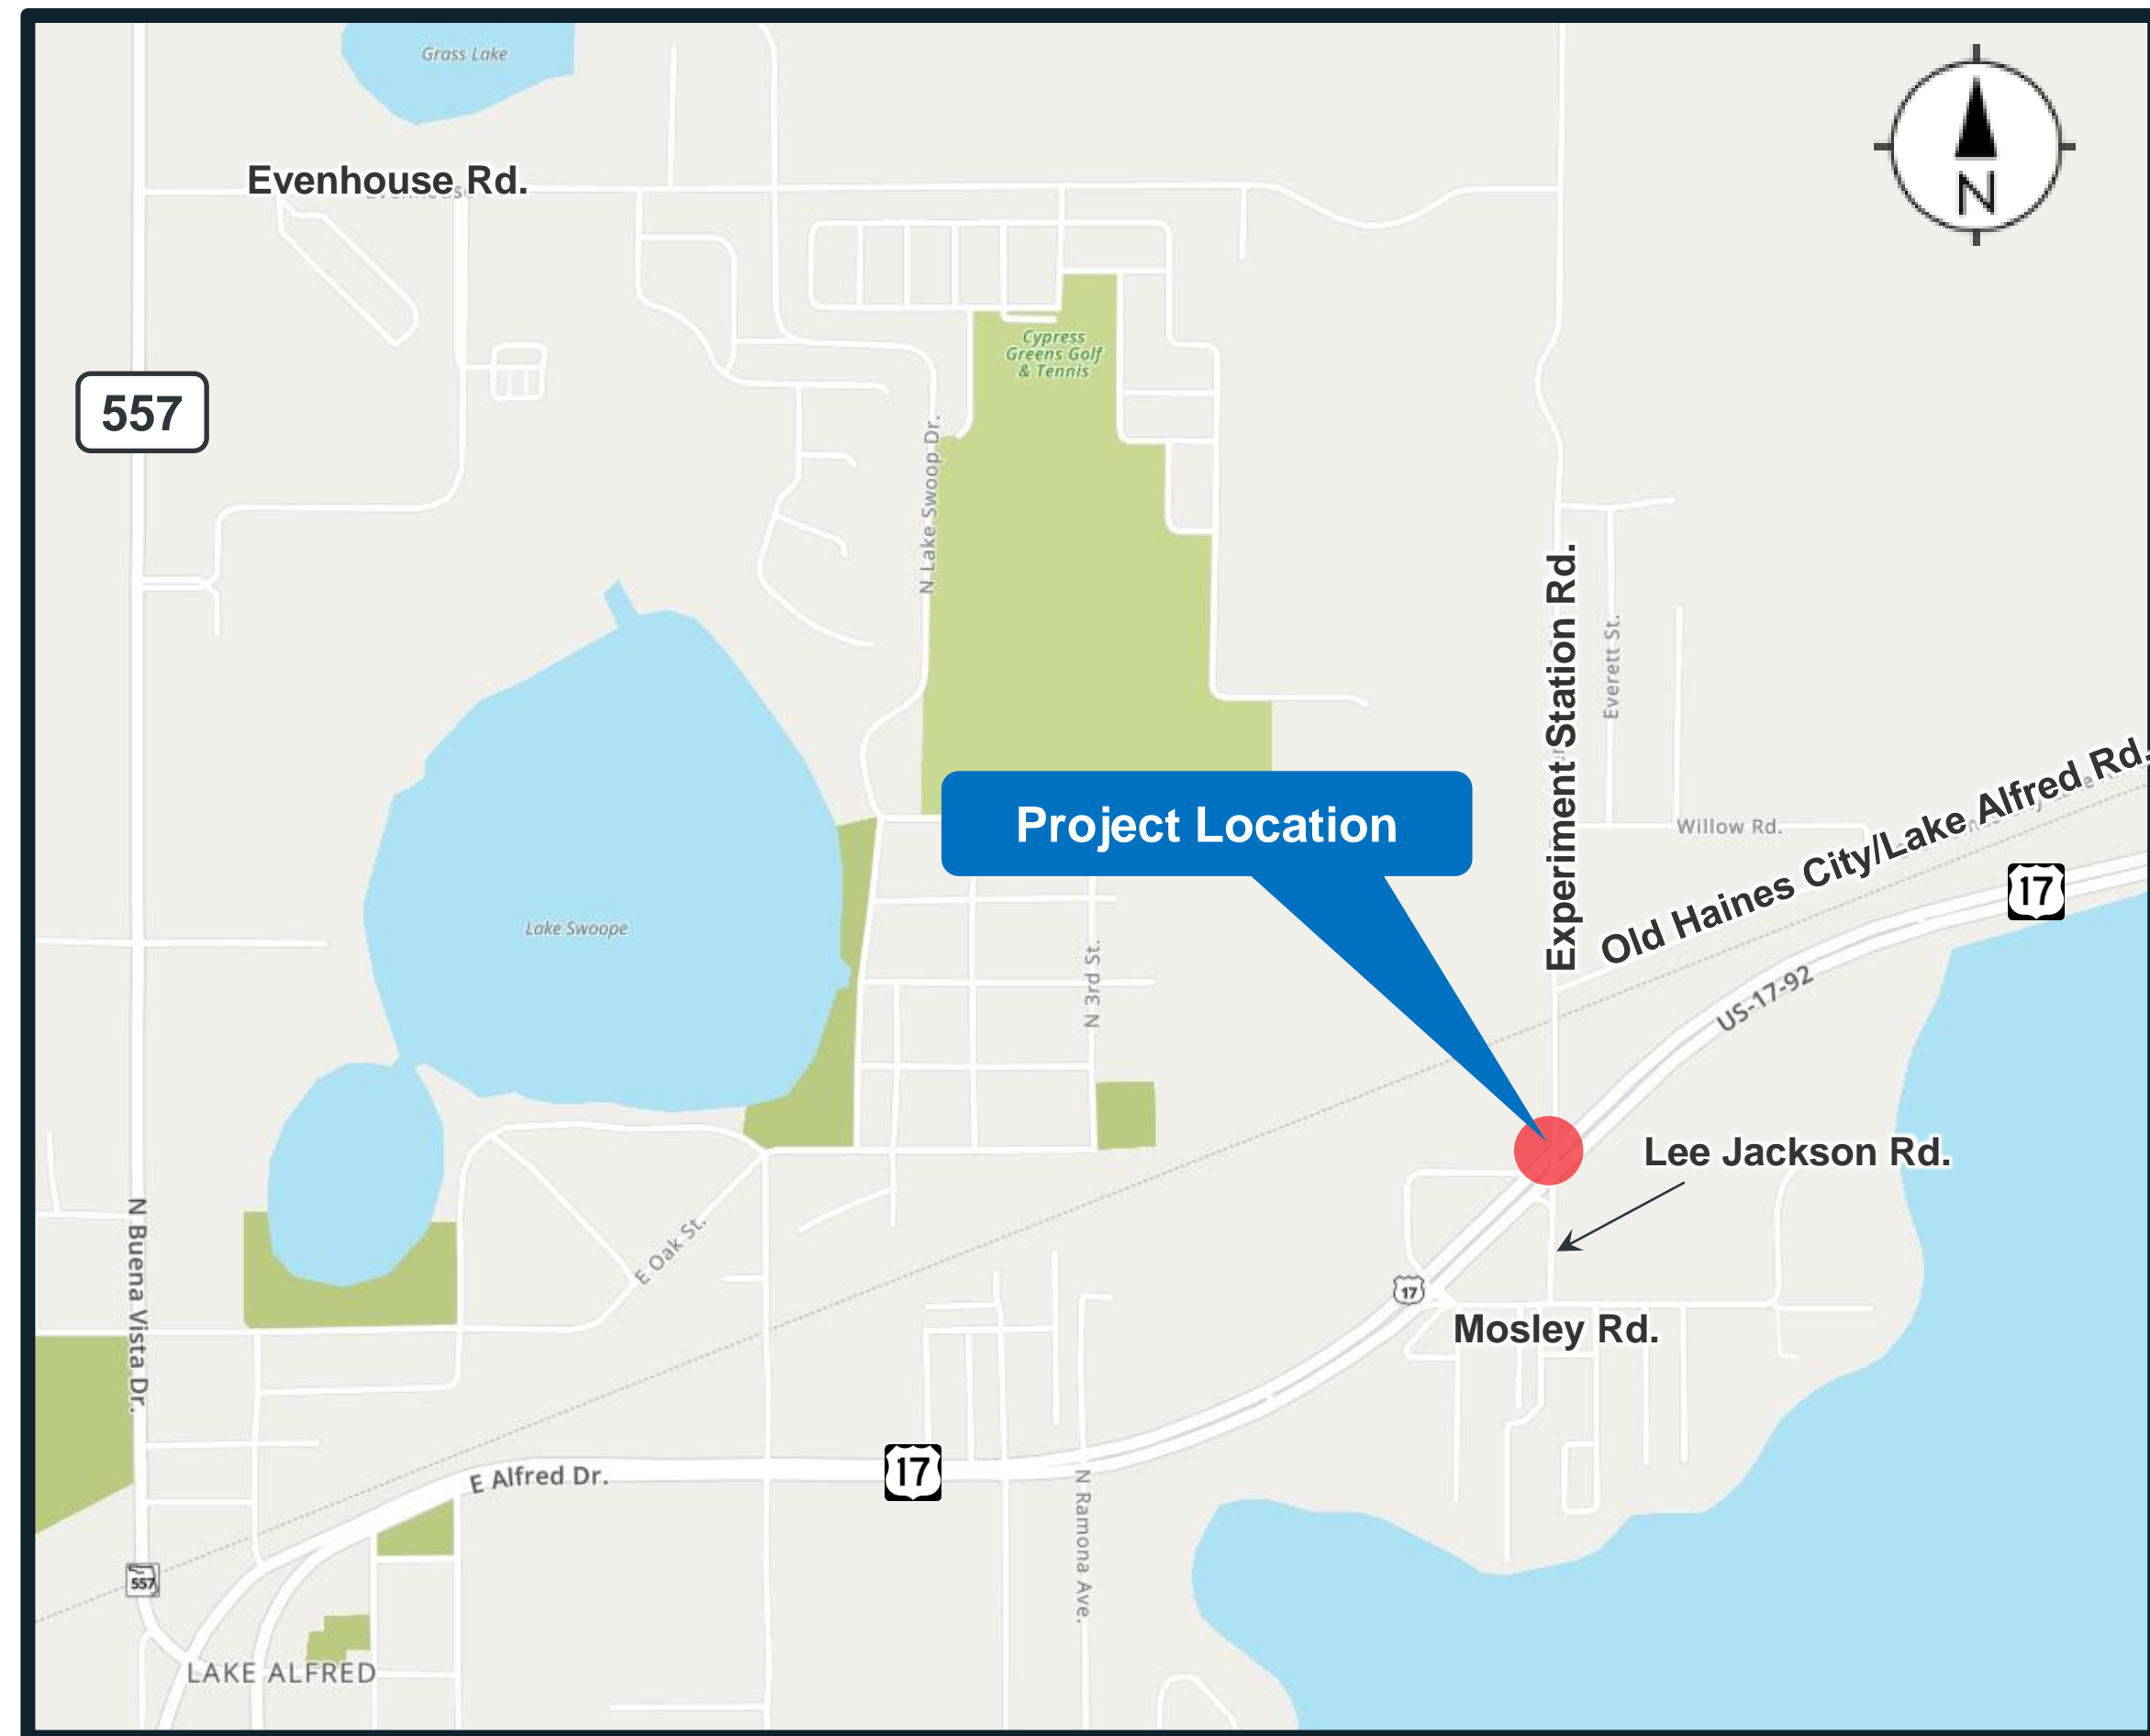 Grass Lake
Evenhouse Rd.
N
557
Cypress
Greens Golf
& Tennis
N Lake Swoop Dr.
Experiment Station Rd.
Everett St.
Old Haines City/Lake Alfred Rd.
Project Location
Willow Rd.
17
Lake Swoope
N 3rd St.
US-17-92
Lee Jackson Rd.
N Buena Vista Dr.
E Oak St.
17
Mosley Rd.
E Alfred Dr.
17
N Ramona Ave.
557
LAKE ALFRED